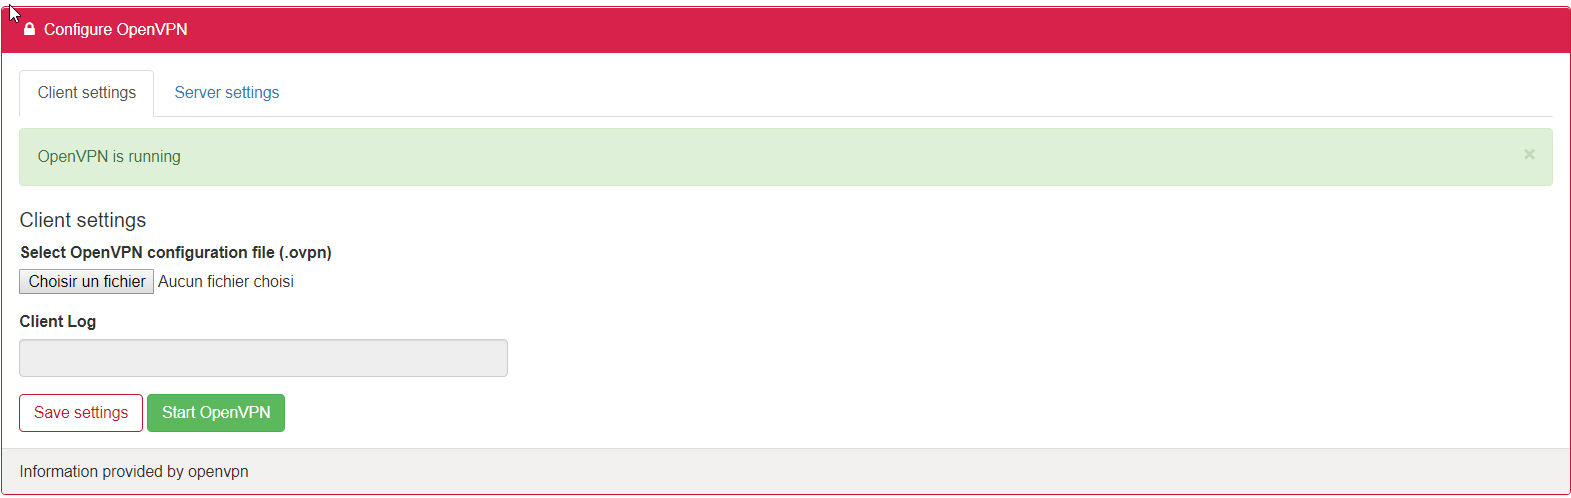 Configure OpenVPN
Client settings Server settings
OpenVPN is running ×
Client settings
Select OpenVPN configuration file (.ovpn)
Choisir un fichier Aucun fichier choisi
Client Log
Save settings Start OpenVPN
Information provided by openvpn